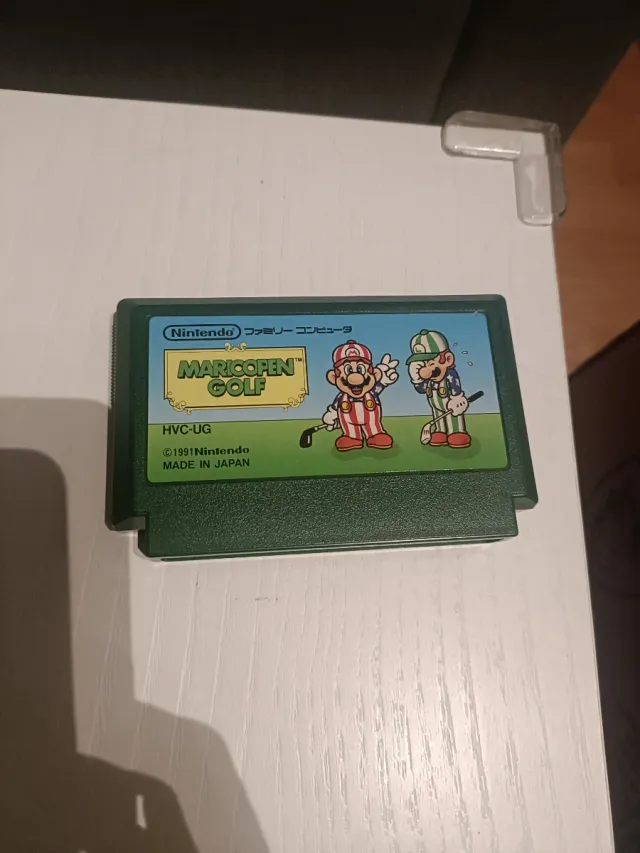 Nintendo ファミリー コンピュータ
MARIOOPEN™
GOLF
HVC-UG
©1991Nintendo
MADE IN JAPAN
M